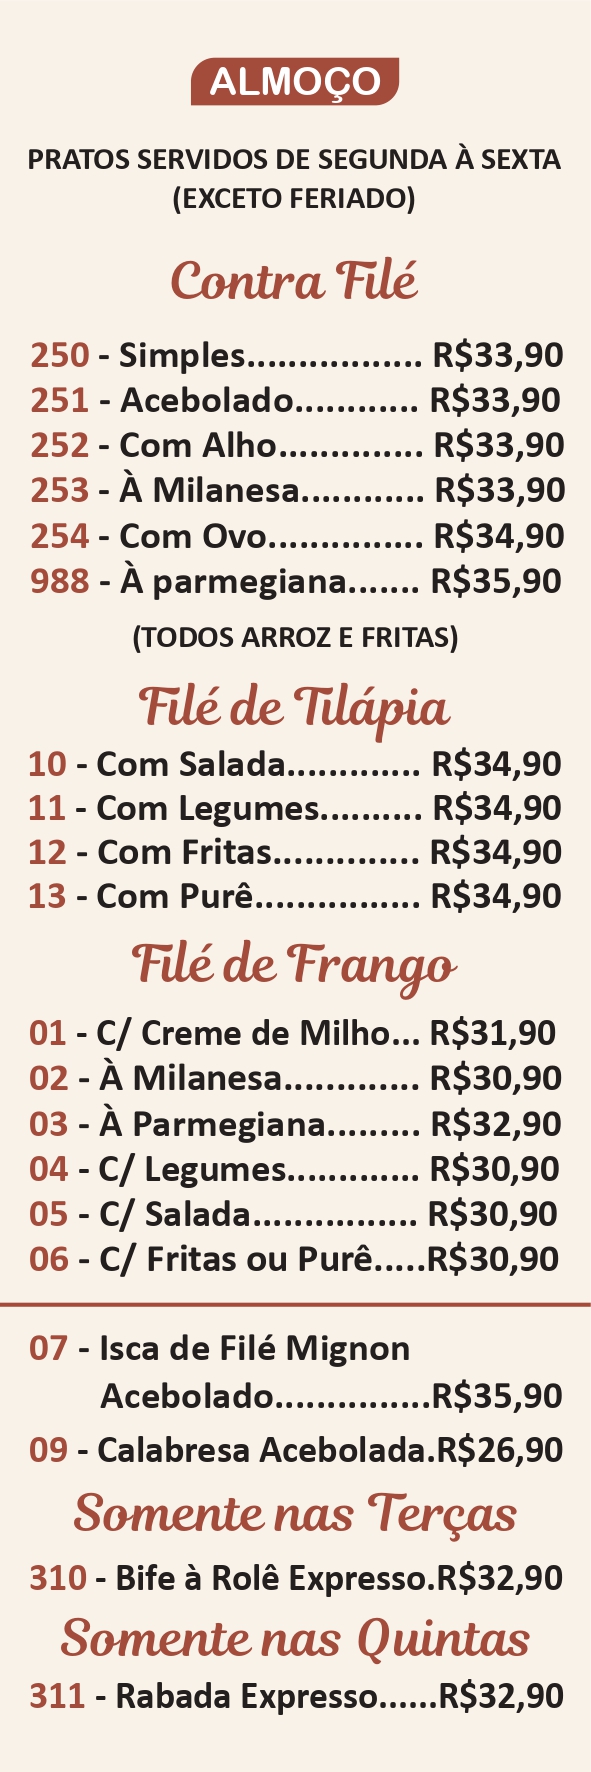 ALMOÇO
PRATOS SERVIDOS DE SEGUNDA À SEXTA
(EXCETO FERIADO)
Contra Filé
250 - Simples................. R$33,90
251 - Acebolado............ R$33,90
252 - Com Alho.............. R$33,90
253 - À Milanesa............ R$33,90
254 - Com Ovo............... R$34,90
988 - À parmegiana....... R$35,90
(TODOS ARROZ E FRITAS)
Filé de Tilápia
10 - Com Salada............. R$34,90
11 - Com Legumes.......... R$34,90
12 - Com Fritas.............. R$34,90
13 - Com Purê................ R$34,90
Filé de Frango
01 - C/ Creme de Milho... R$31,90
02 - À Milanesa............. R$30,90
03 - À Parmegiana......... R$32,90
04 - C/ Legumes............. R$30,90
05 - C/ Salada................ R$30,90
06 - C/ Fritas ou Purê.....R$30,90
07 - Isca de Filé Mignon
Acebolado...............R$35,90
09 - Calabresa Acebolada.R$26,90
Somente nas Terças
310 - Bife à Rolê Expresso.R$32,90
Somente nas Quintas
311 - Rabada Expresso......R$32,90